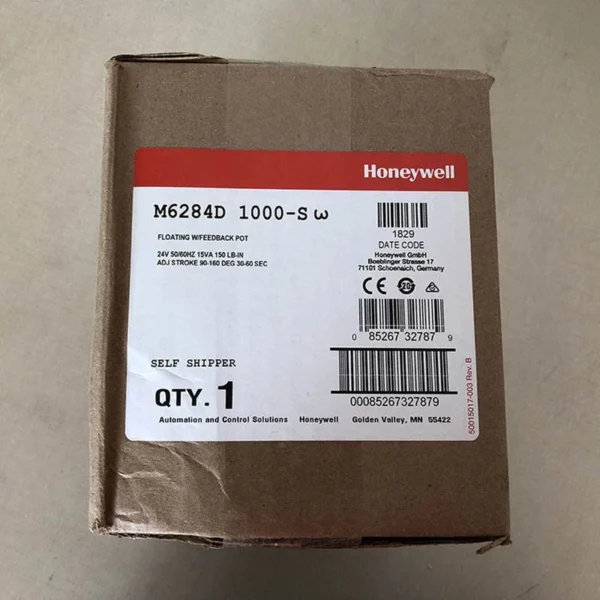 Honeywell
M6284D 1000-S ω
FLOATING W/FEEDBACK POT
24V 50/60HZ 15VA 150 LB-IN
ADJ STROKE 90-160 DEG 30-60 SEC
1829
DATE CODE
Honeywell GmbH
Boeblinger Strasse 17
71101 Schoenaich, Germany
CE 20
0 85267 32787 9
SELF SHIPPER
QTY. 1
00085267327879
Automation and Control Solutions Honeywell Golden Valley, MN 55422
50015017-003 Rev. B